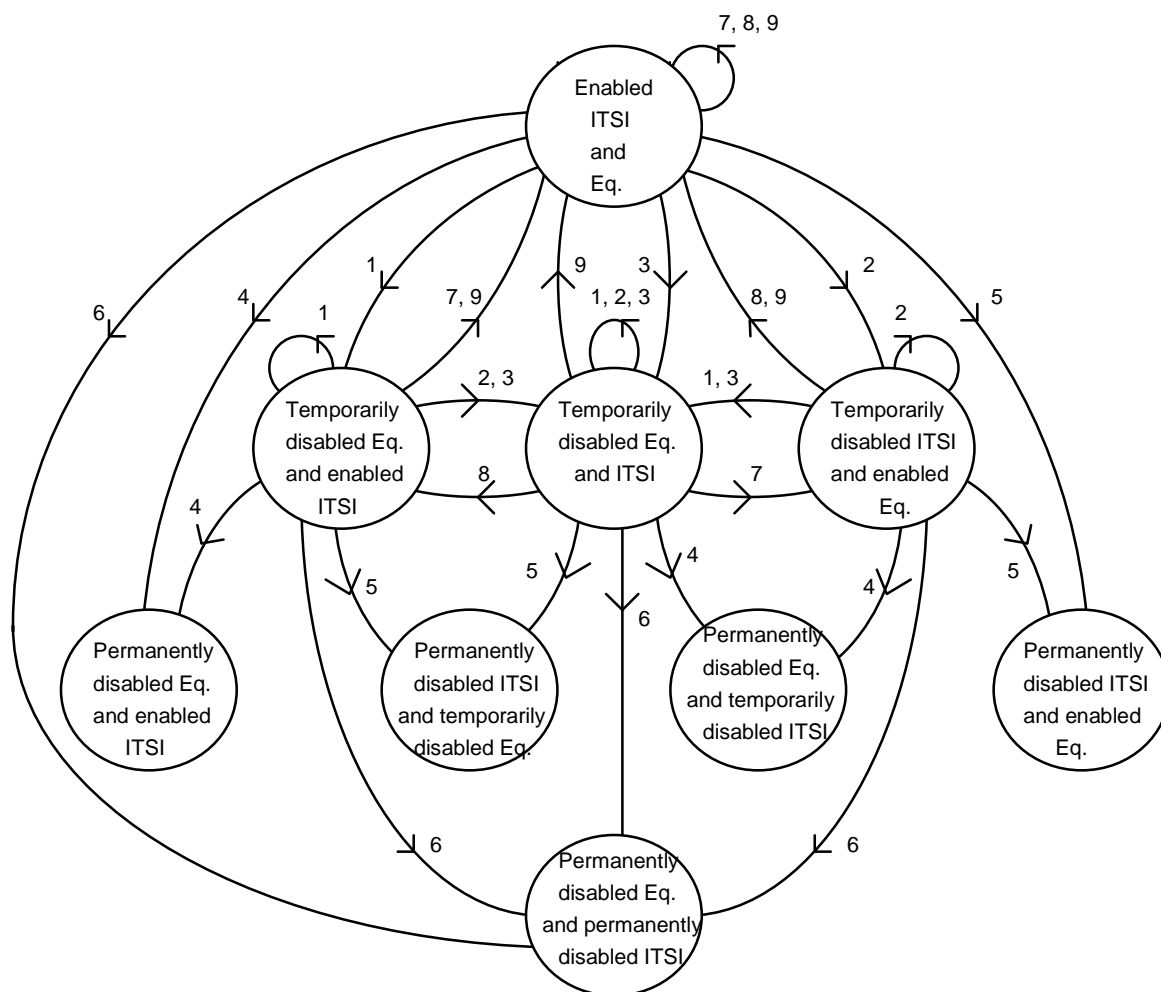 7, 8, 9
Enabled
ITSI
and
Eq.
6
4
1
7, 9
9
3
8, 9
2
5
1
1, 2, 3
2
2, 3
1, 3
Temporarily
disabled Eq.
and enabled
ITSI
Temporarily
disabled Eq.
and ITSI
Temporarily
disabled ITSI
and enabled
Eq.
8
7
4
5
5
4
4
5
6
Permanently
disabled Eq.
and enabled
ITSI
Permanently
disabled ITSI
and temporarily
disabled Eq.
Permanently
disabled Eq.
and temporarily
disabled ITSI
Permanently
disabled ITSI
and enabled
Eq.
6
6
Permanently
disabled Eq.
and permanently
disabled ITSI